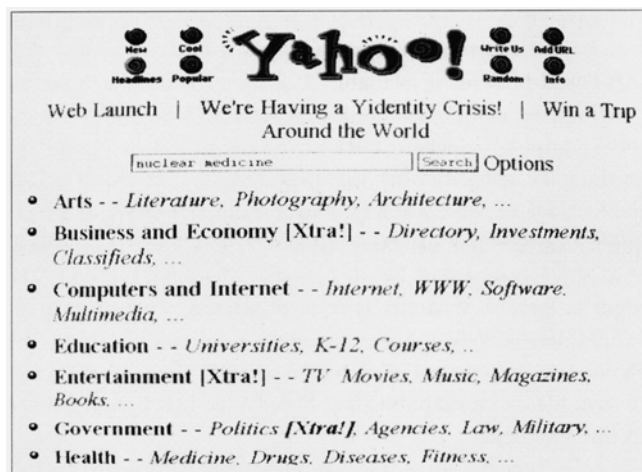 New Cool Yahoo! Write Us Add URL
Headlines Popular Random Info
Web Launch | We're Having a Yidentity Crisis! | Win a Trip
Around the World
nuclear medicine Search Options
Arts - - Literature, Photography, Architecture, ...
Business and Economy [Xtra!] - - Directory, Investments,
Classifieds, ...
Computers and Internet - - Internet, WWW, Software,
Multimedia, ...
Education - - Universities, K-12, Courses, ..
Entertainment [Xtra!] - - TV Movies, Music, Magazines,
Books, ...
Government - - Politics [Xtra!], Agencies, Law, Military, ...
Health - - Medicine, Drugs, Diseases, Fitness, ...